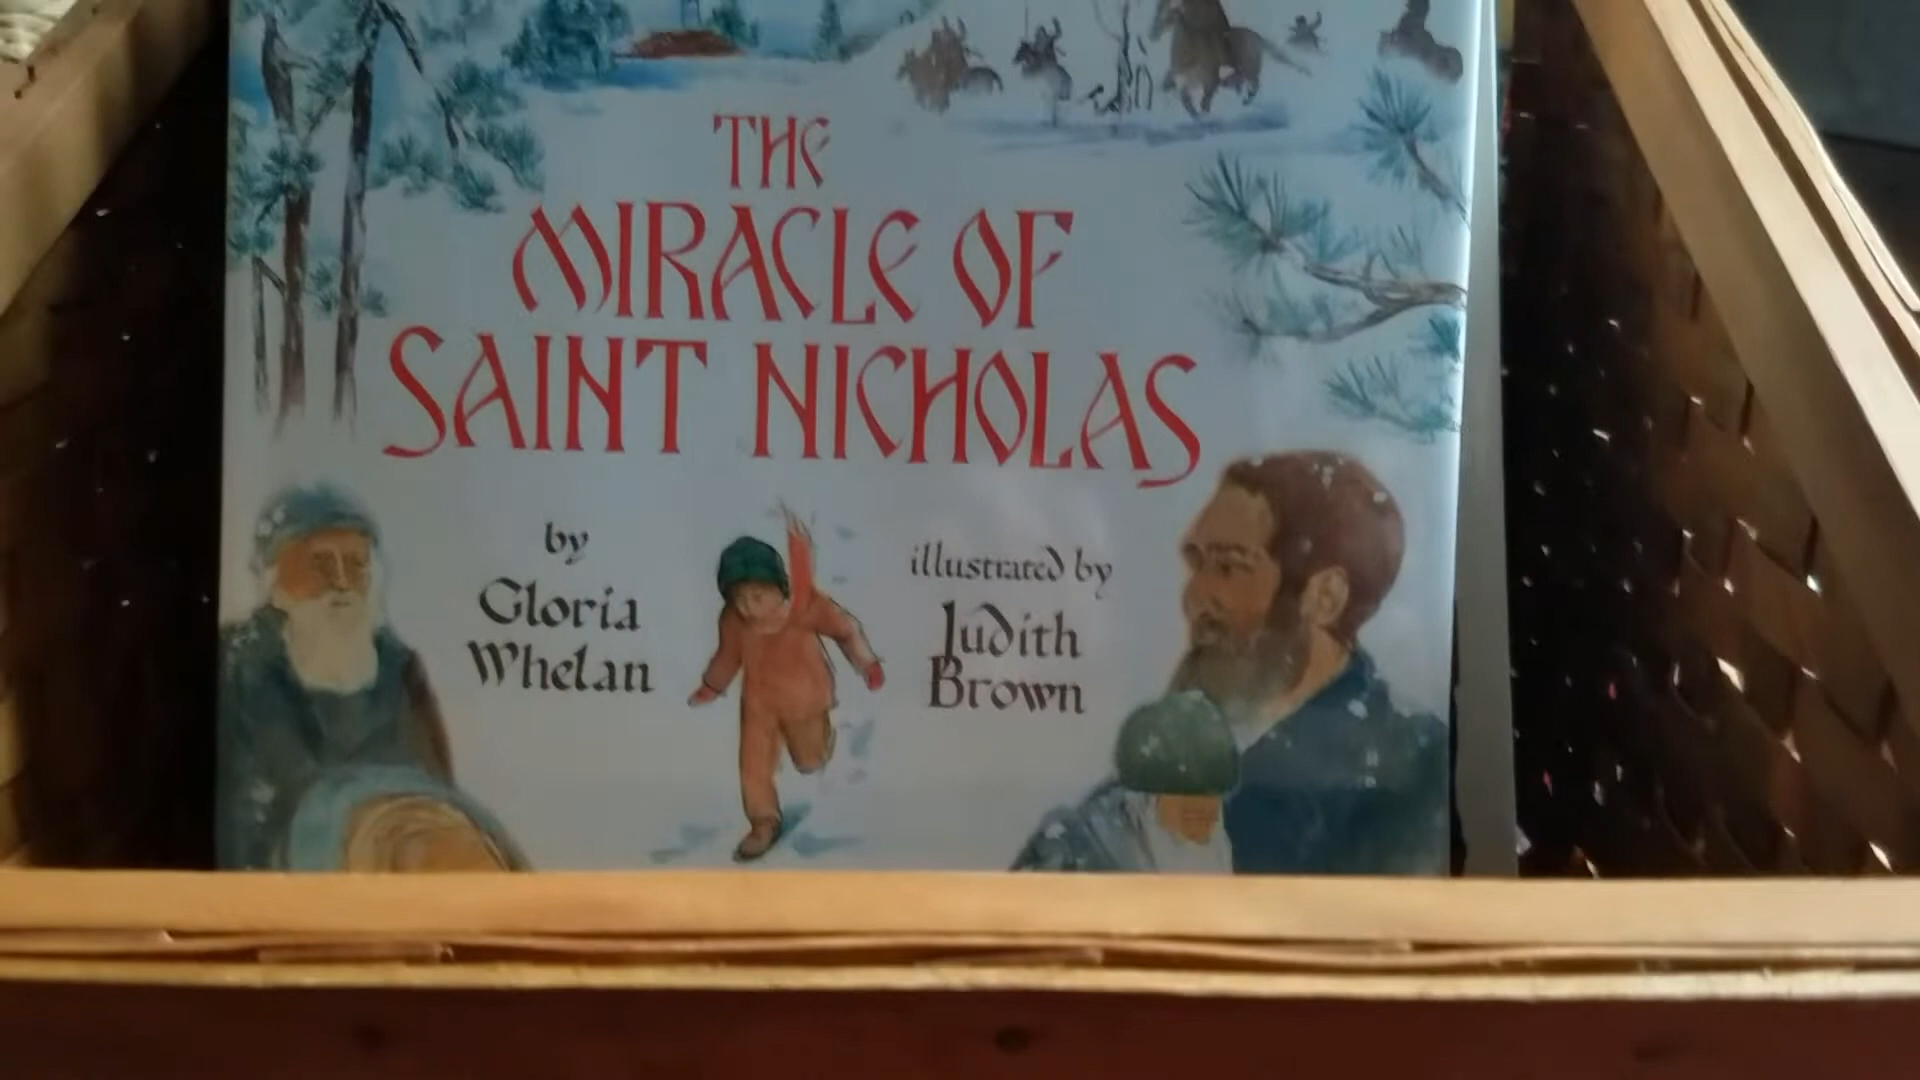 THE
MIRACLE OF
SAINT NICHOLAS
by
Gloria
Whelan
illustrated by
Judith
Brown